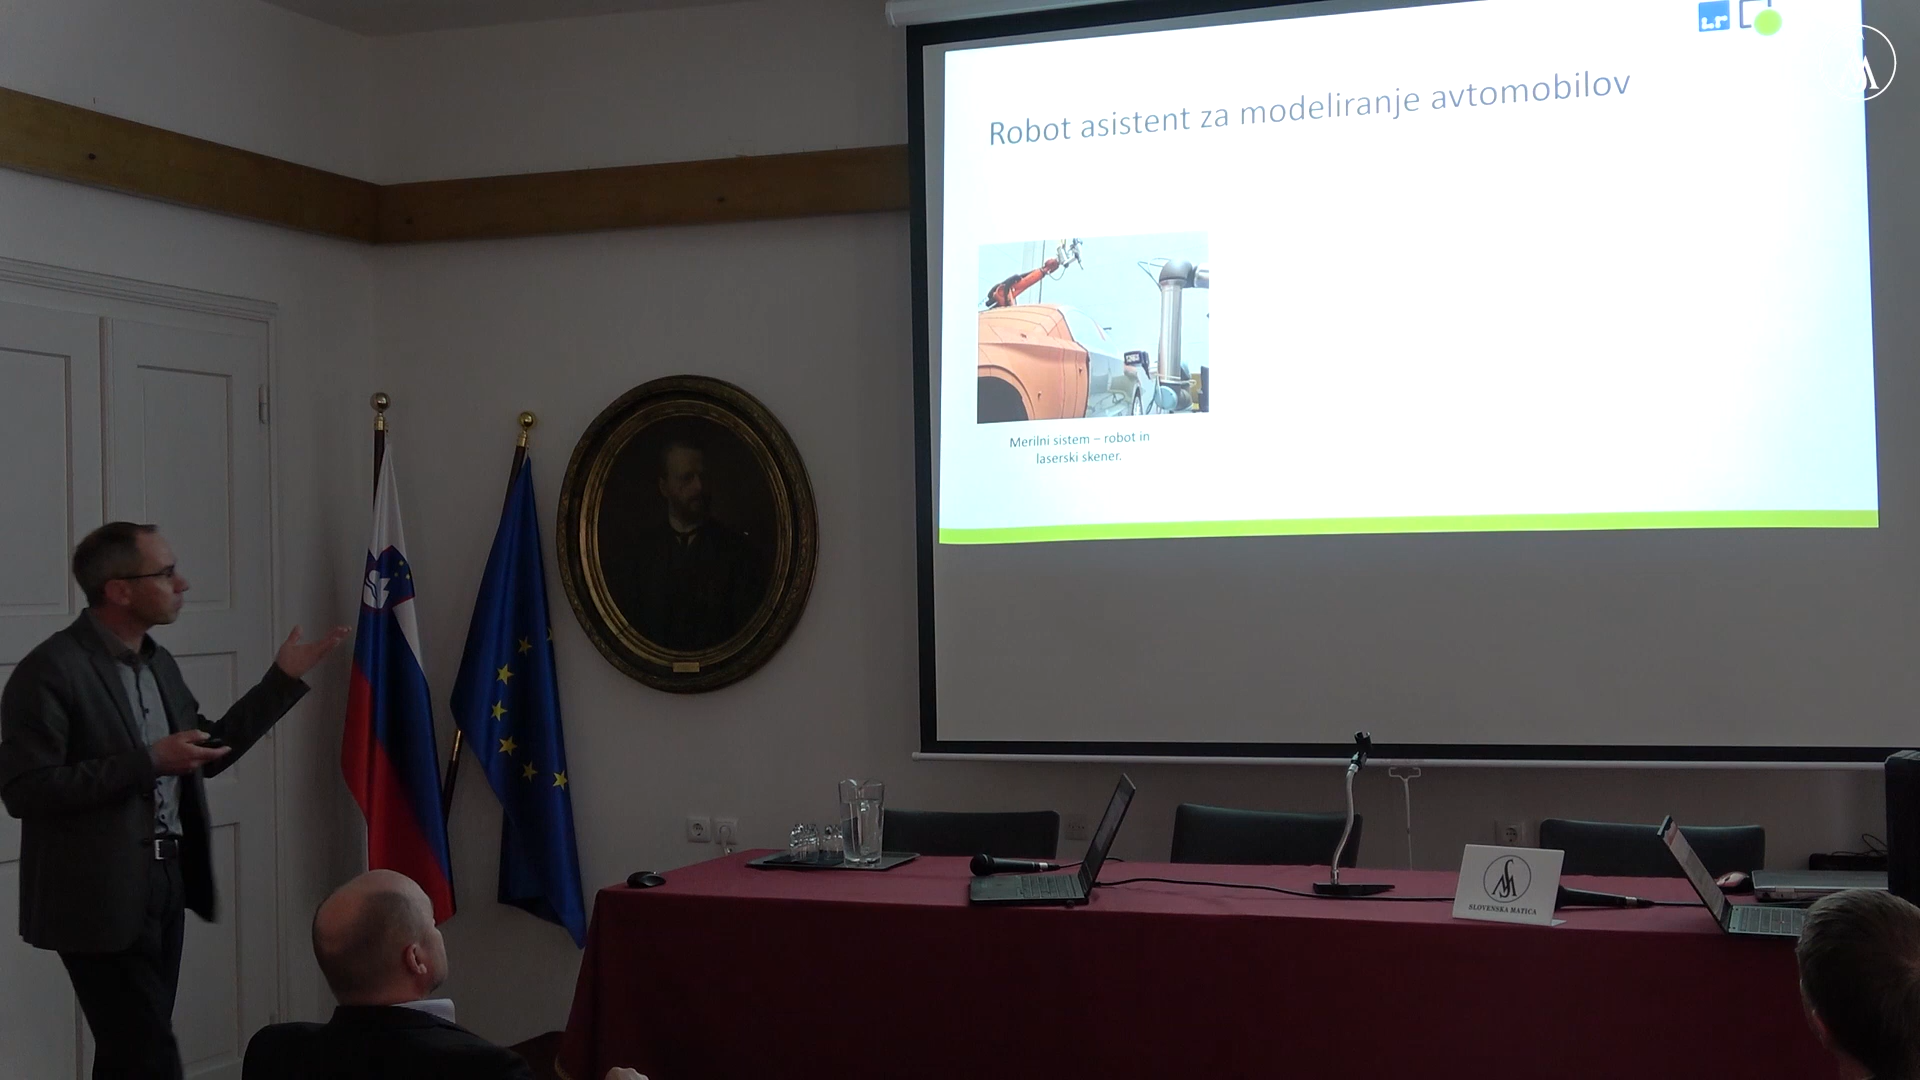 Robot asistent za modeliranje avtomobilov
Merilni sistem – robot in
laserski skener.
SLOVENSKA MATICA